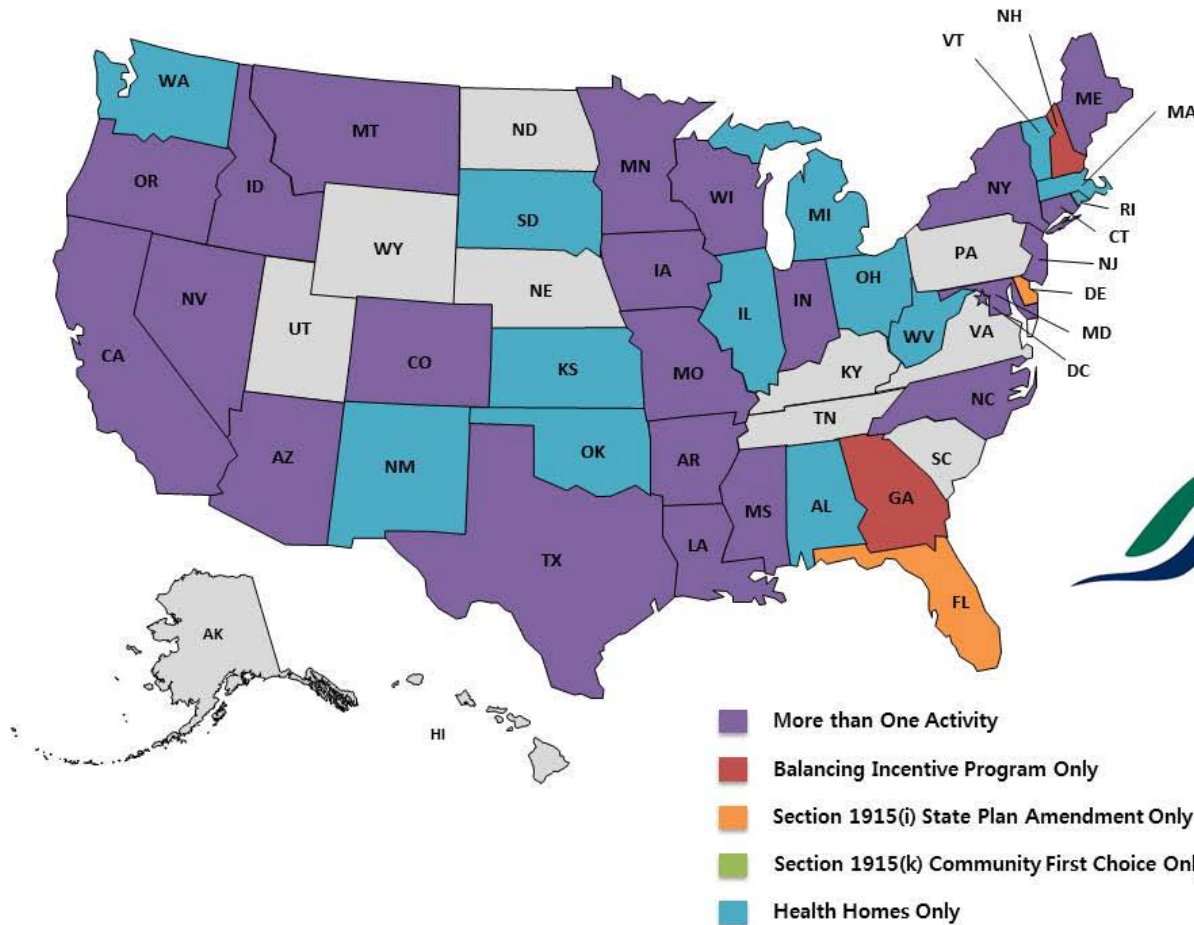 NH
VT
WA
ME
MA
MT
ND
MN
OR
ID
SD
WI
MI
NY
RI
CT
WY
PA
NJ
IA
NE
OH
DE
NV
IL
IN
MD
UT
WV
VA
CA
CO
KS
MO
KY
DC
NC
TN
AZ
NM
OK
AR
SC
MS
AL
GA
LA
TX
FL
AK
HI
More than One Activity
Balancing Incentive Program Only
Section 1915(i) State Plan Amendment Only
Section 1915(k) Community First Choice Onl
Health Homes Only